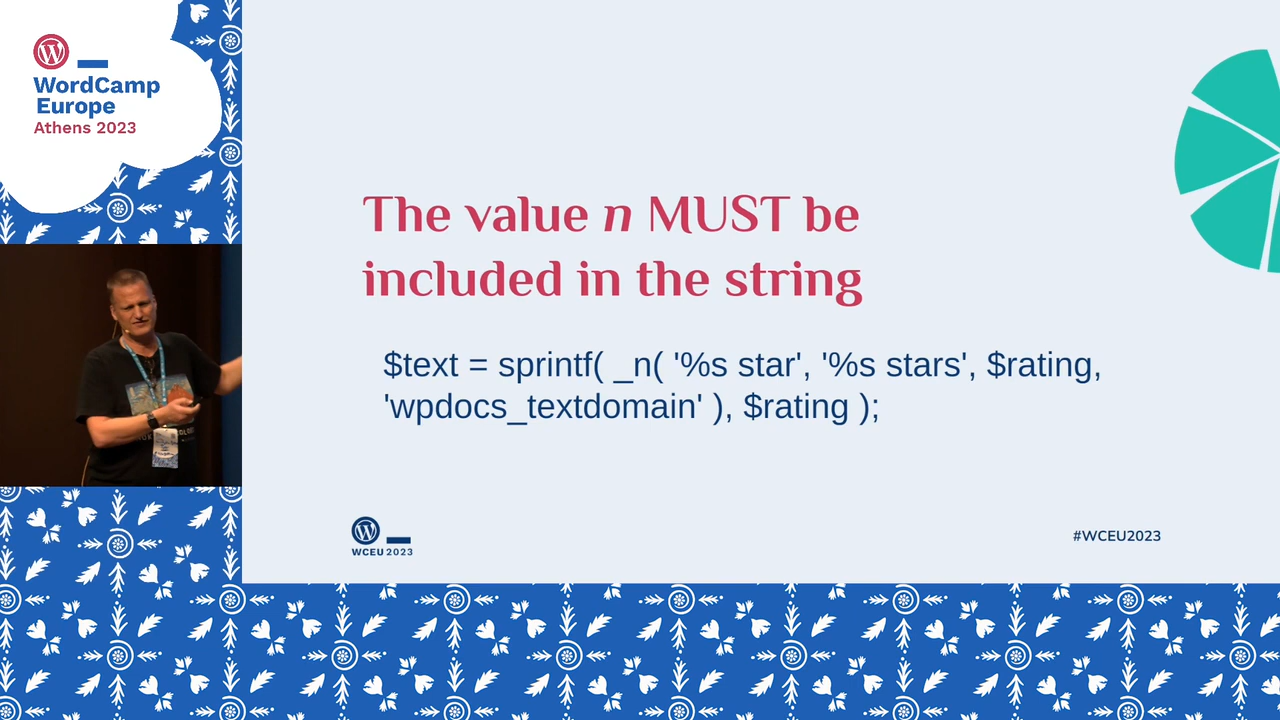 WordCamp
Europe
Athens 2023
The value n MUST be
included in the string
$text = sprintf( _n( '%s star', '%s stars', $rating,
'wpdocs_textdomain' ), $rating );
WCEU 2023
#WCEU2023